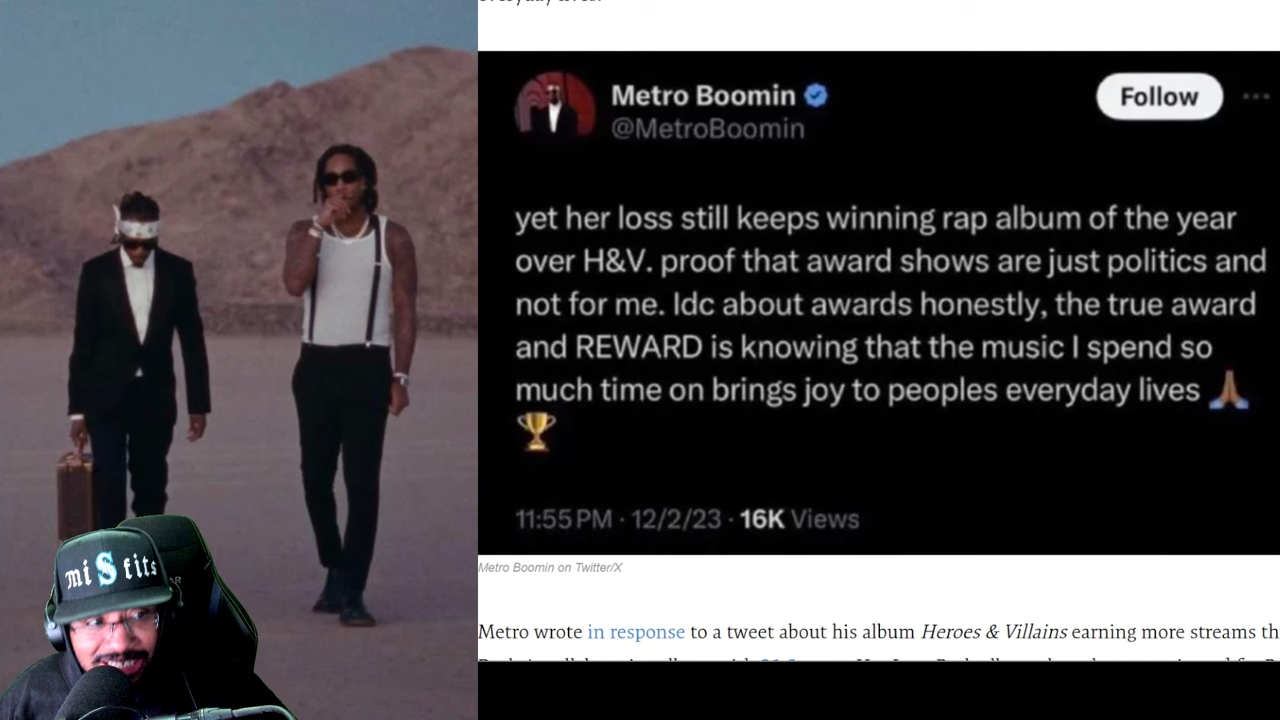 Metro Boomin
@MetroBoomin
Follow
yet her loss still keeps winning rap album of the year
over H&V. proof that award shows are just politics and
not for me. Idc about awards honestly, the true award
and REWARD is knowing that the music I spend so
much time on brings joy to peoples everyday lives 🙏🏽
🏆
11:55 PM · 12/2/23 · 16K Views
Metro Boomin on Twitter/X
Metro wrote in response to a tweet about his album Heroes & Villains earning more streams th
mi S fits